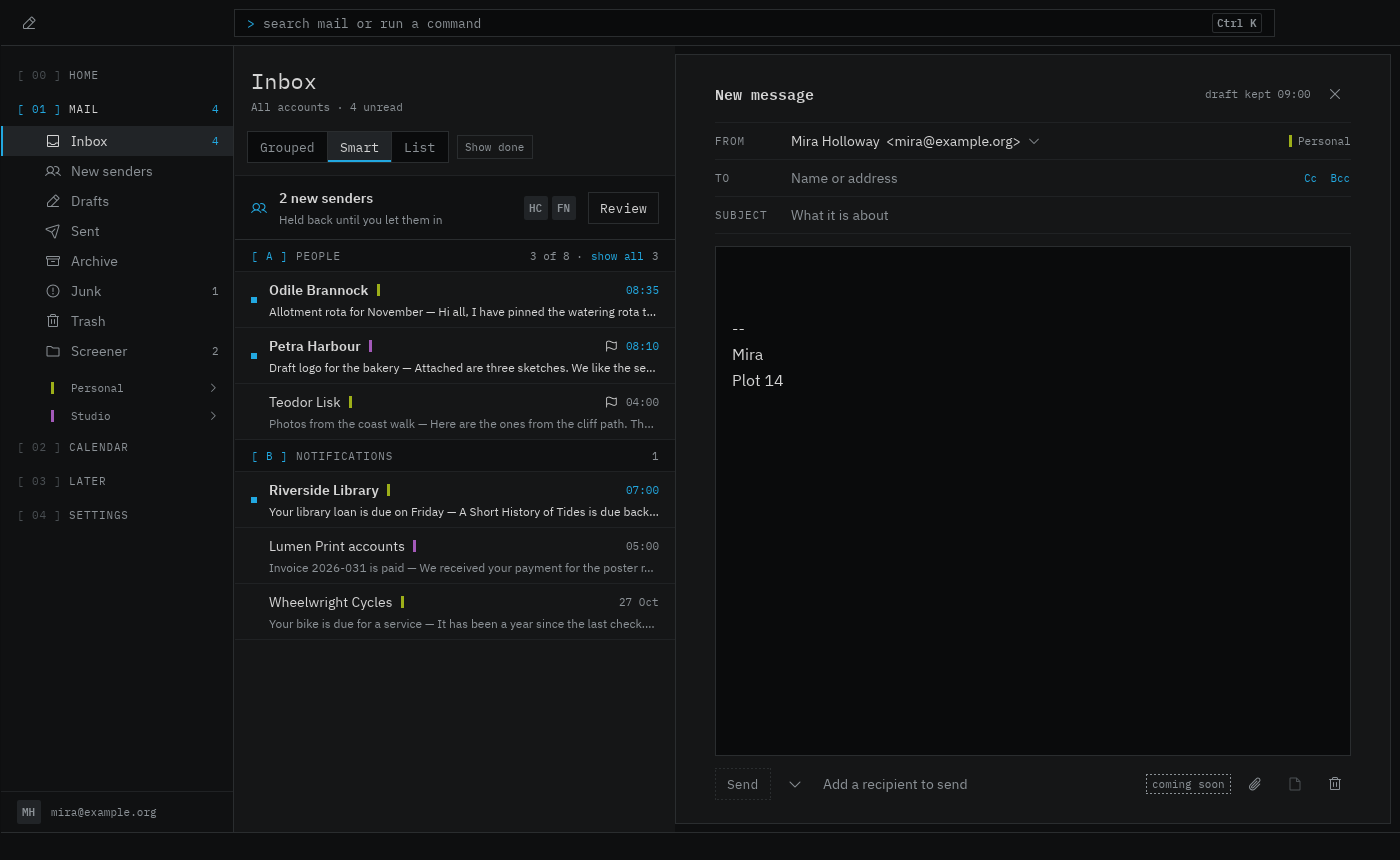 > search mail or run a command Ctrl K
[ 00 ] HOME
[ 01 ] MAIL 4
Inbox 4
New senders
Drafts
Sent
Archive
Junk 1
Trash
Screener 2
Personal
Studio
[ 02 ] CALENDAR
[ 03 ] LATER
[ 04 ] SETTINGS
MH mira@example.org
Inbox
All accounts · 4 unread
Grouped Smart List Show done
2 new senders
Held back until you let them in
HC FN Review
[ A ] PEOPLE 3 of 8 · show all 3
Odile Brannock 08:35
Allotment rota for November — Hi all, I have pinned the watering rota t...
Petra Harbour 08:10
Draft logo for the bakery — Attached are three sketches. We like the se...
Teodor Lisk 04:00
Photos from the coast walk — Here are the ones from the cliff path. Th...
[ B ] NOTIFICATIONS 1
Riverside Library 07:00
Your library loan is due on Friday — A Short History of Tides is due back...
Lumen Print accounts 05:00
Invoice 2026-031 is paid — We received your payment for the poster r...
Wheelwright Cycles 27 Oct
Your bike is due for a service — It has been a year since the last check....
New message draft kept 09:00
FROM Mira Holloway <mira@example.org> Personal
TO Name or address Cc Bcc
SUBJECT What it is about
--
Mira
Plot 14
Send Add a recipient to send coming soon